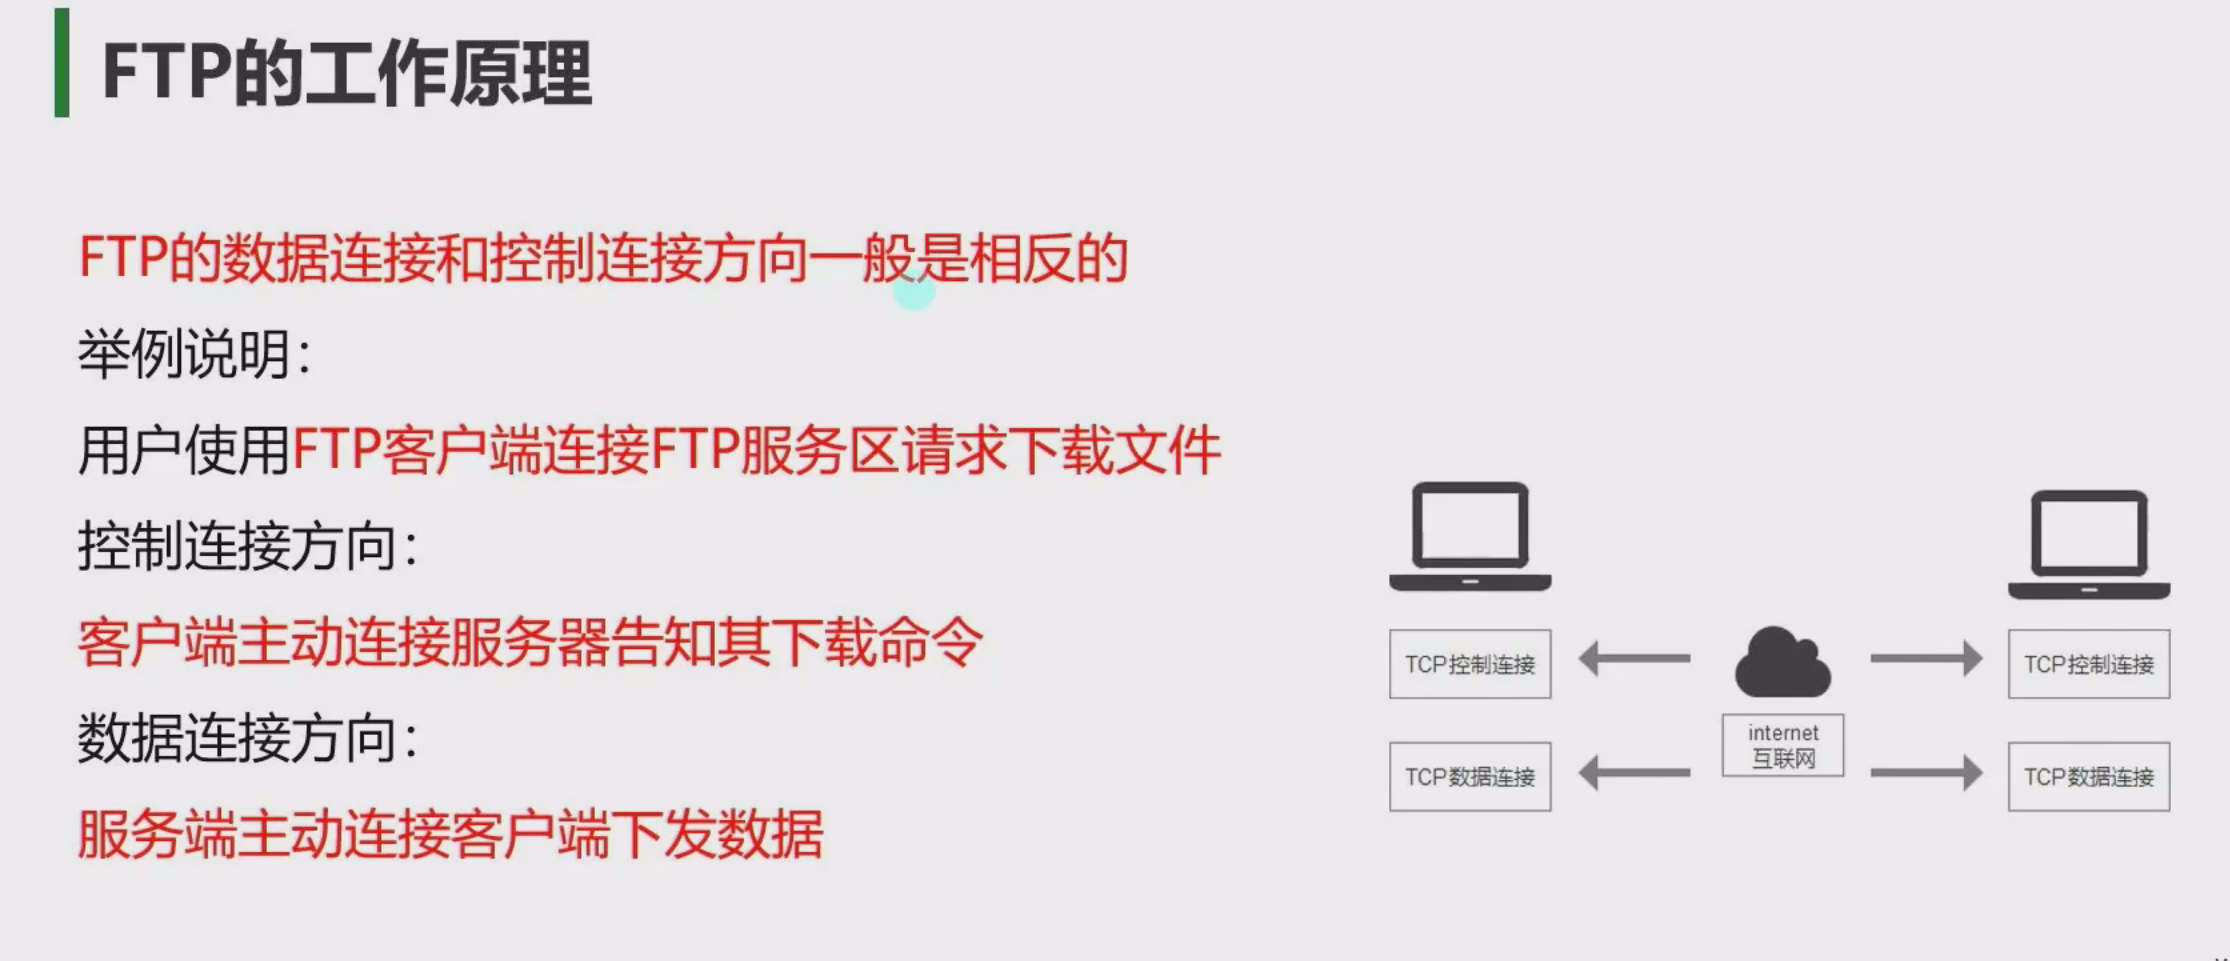 FTP的工作原理
FTP的数据连接和控制连接方向一般是相反的
举例说明：
用户使用FTP客户端连接FTP服务区请求下载文件
控制连接方向：
客户端主动连接服务器告知其下载命令
数据连接方向：
服务端主动连接客户端下发数据
TCP控制连接
TCP控制连接
internet
互联网
TCP数据连接
TCP数据连接